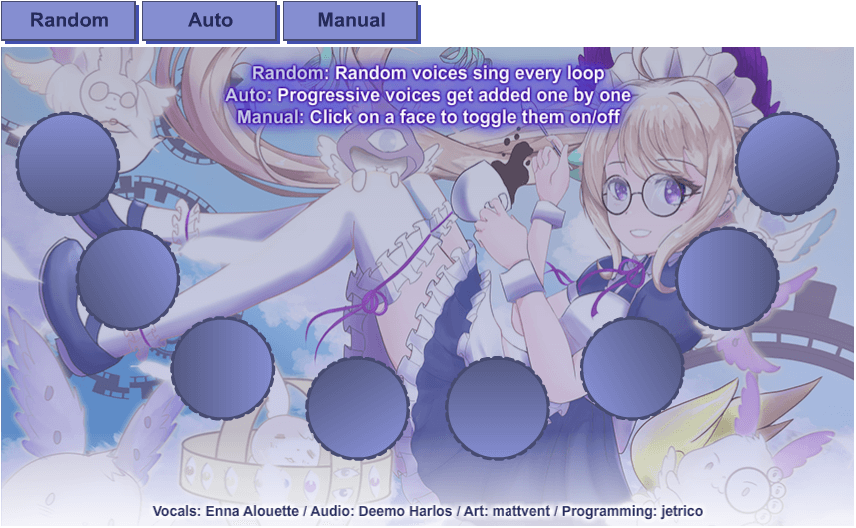 Random
Auto
Manual
Random: Random voices sing every loop
Auto: Progressive voices get added one by one
Manual: Click on a face to toggle them on/off
Vocals: Enna Alouette / Audio: Deemo Harlos / Art: mattvent / Programming: jetrico